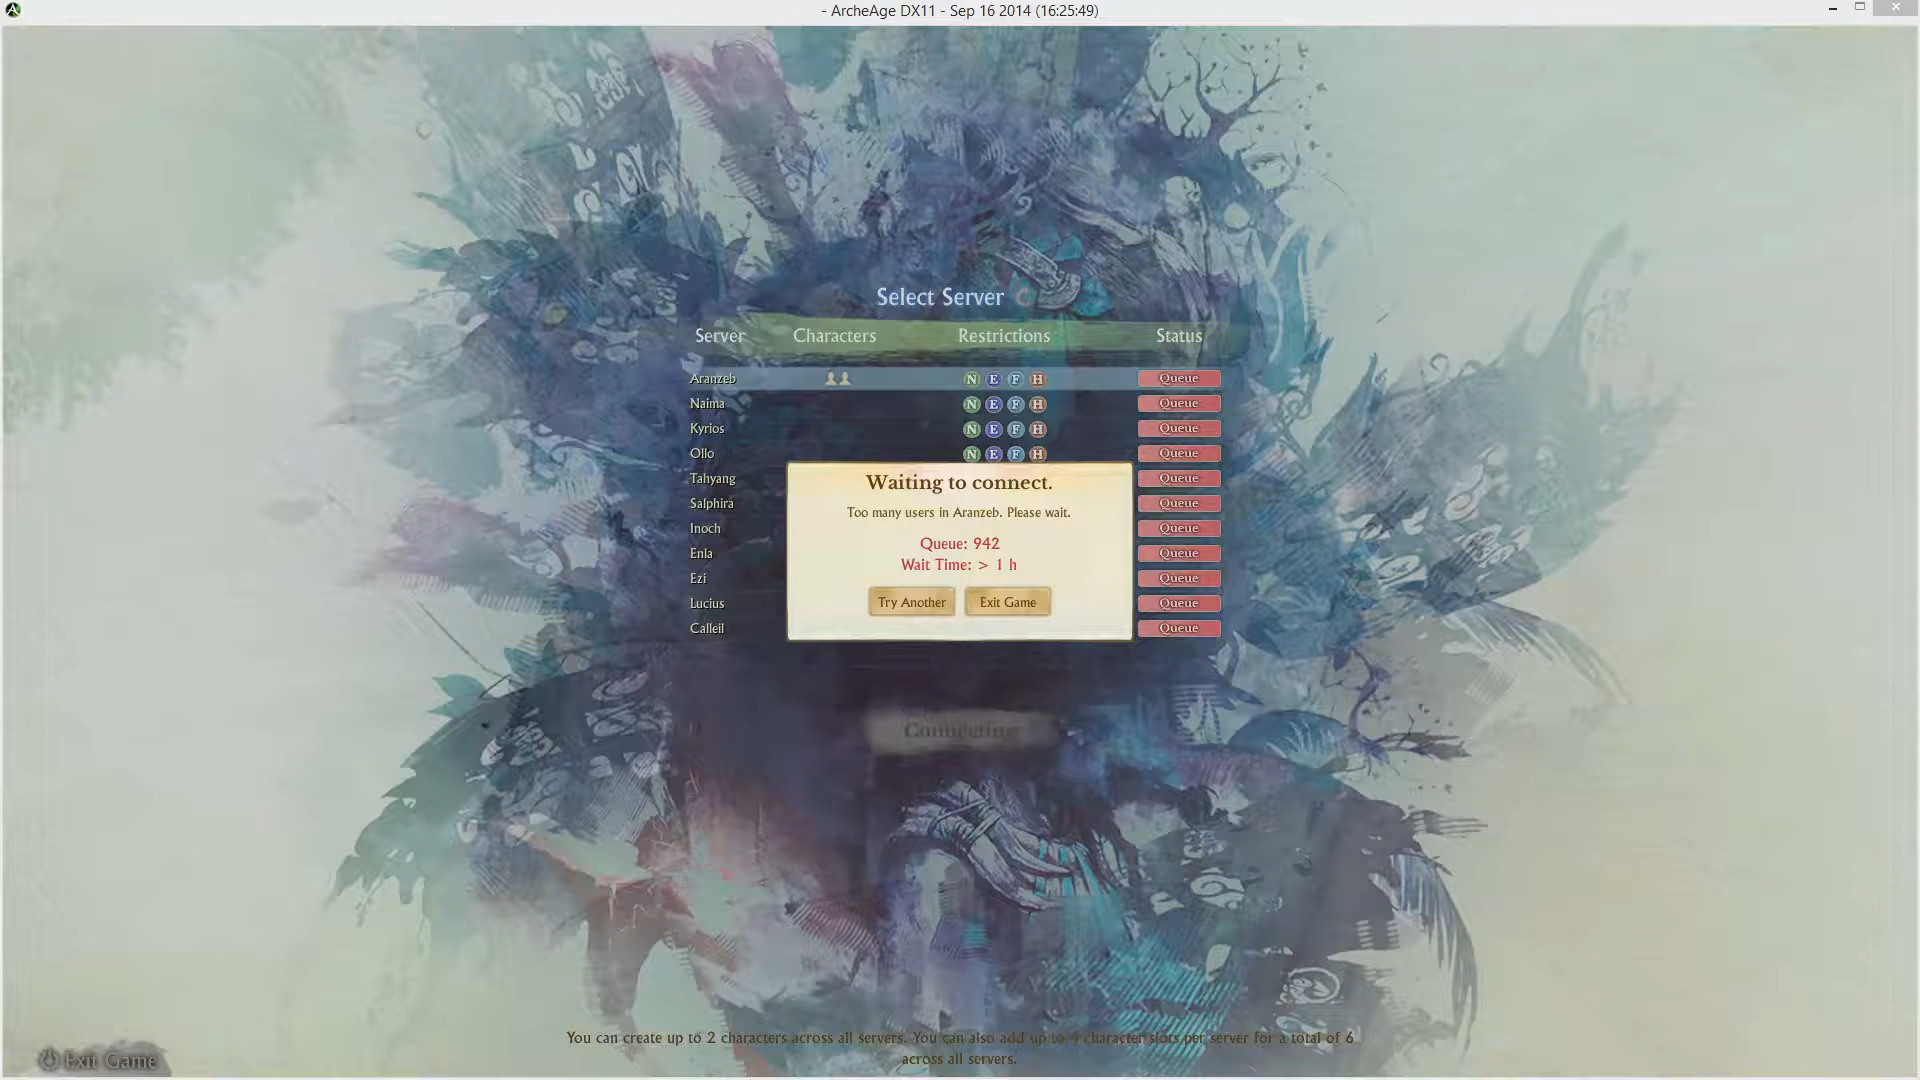 - ArcheAge DX11 - Sep 16 2014 (16:25:49)
Select Server
Server Characters Restrictions Status
Aranzeb N E F H Queue
Naima N E F H Queue
Kyrios N E F H Queue
Ollo N E F H Queue
Tahyang Queue
Salphira Queue
Inoch Queue
Enla Queue
Ezi Queue
Lucius Queue
Calleil Queue
Waiting to connect.
Too many users in Aranzeb. Please wait.
Queue: 942
Wait Time: > 1 h
Try Another Exit Game
Connecting
You can create up to 2 characters across all servers. You can also add up to 4 character slots per server for a total of 6
across all servers.
Exit Game